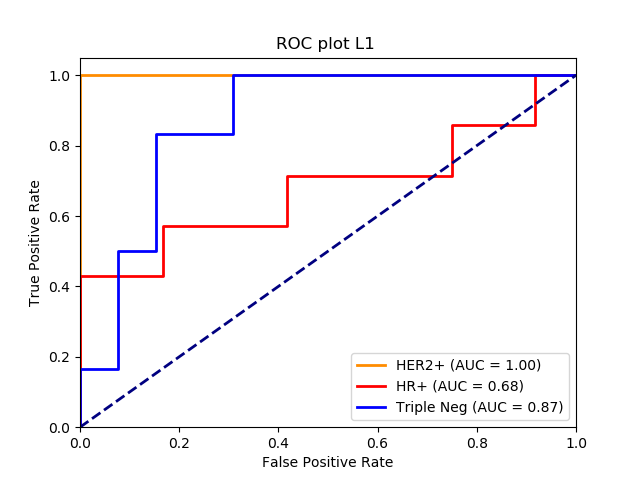 ROC plot L1
True Positive Rate
1.0
0.8
0.6
0.4
0.2
0.0
HER2+ (AUC = 1.00)
HR+ (AUC = 0.68)
Triple Neg (AUC = 0.87)
0.0 0.2 0.4 0.6 0.8 1.0
False Positive Rate